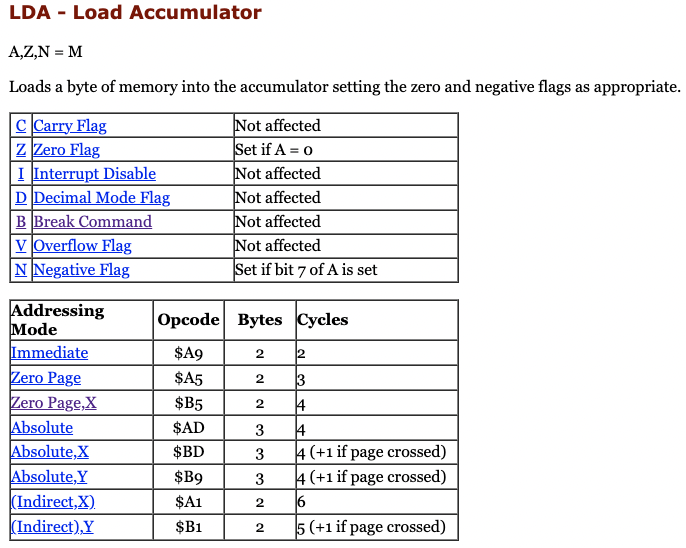 LDA - Load Accumulator
A,Z,N = M
Loads a byte of memory into the accumulator setting the zero and negative flags as appropriate.
C Carry Flag Not affected
Z Zero Flag Set if A = 0
I Interrupt Disable Not affected
D Decimal Mode Flag Not affected
B Break Command Not affected
V Overflow Flag Not affected
N Negative Flag Set if bit 7 of A is set
Addressing
Mode Opcode Bytes Cycles
Immediate $A9 2 2
Zero Page $A5 2 3
Zero Page,X $B5 2 4
Absolute $AD 3 4
Absolute,X $BD 3 4 (+1 if page crossed)
Absolute,Y $B9 3 4 (+1 if page crossed)
(Indirect,X) $A1 2 6
(Indirect),Y $B1 2 5 (+1 if page crossed)